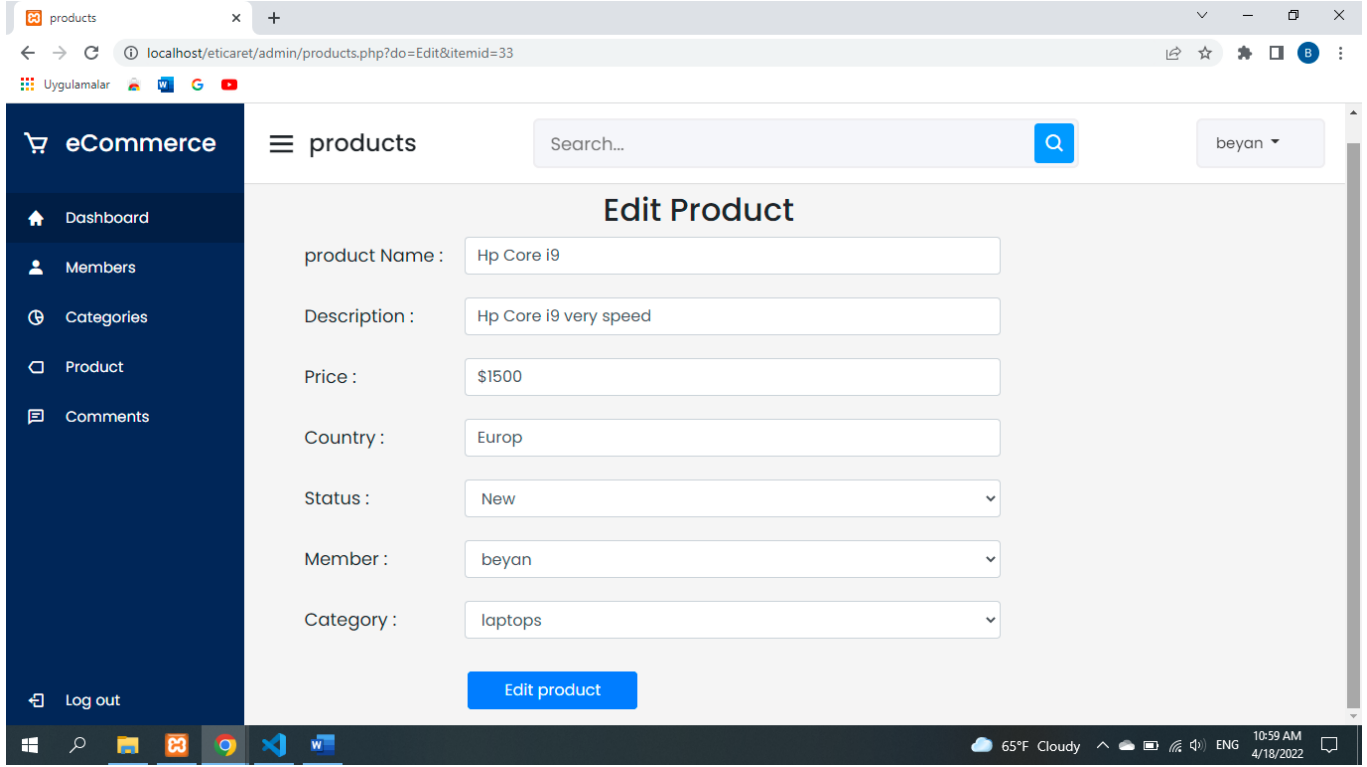 products
localhost/eticaret/admin/products.php?do=Edit&itemid=33
B
Uygulamalar
eCommerce
products
Search...
beyan
Dashboard
Members
Categories
Product
Comments
Log out
Edit Product
product Name :
Hp Core i9
Description :
Hp Core i9 very speed
Price :
$1500
Country :
Europ
Status :
New
Member :
beyan
Category :
laptops
Edit product
65°F Cloudy
ENG
10:59 AM
4/18/2022